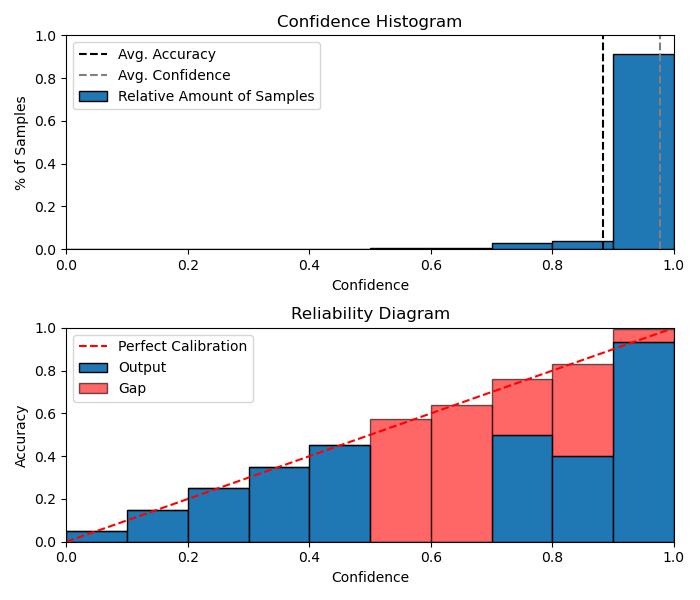 Confidence Histogram
1.0
0.8
0.6
0.4
0.2
0.0
% of Samples
Avg. Accuracy
Avg. Confidence
Relative Amount of Samples
0.0 0.2 0.4 0.6 0.8 1.0
Confidence
Reliability Diagram
1.0
0.8
0.6
0.4
0.2
0.0
Accuracy
Perfect Calibration
Output
Gap
0.0 0.2 0.4 0.6 0.8 1.0
Confidence